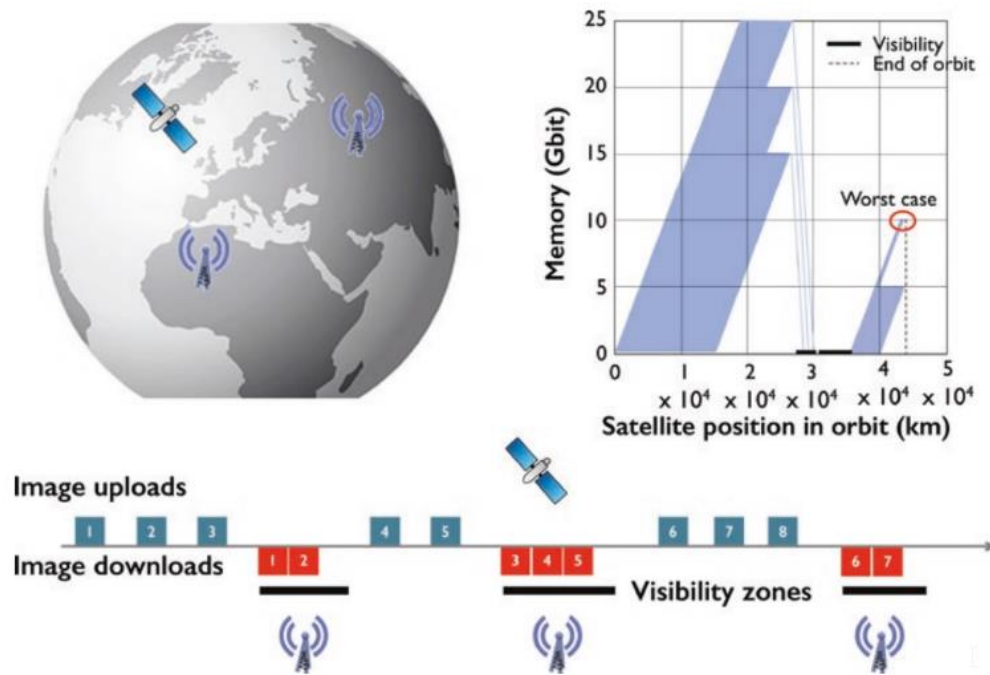 25
20
15
10
5
0
Memory (Gbit)
Visibility
End of orbit
Worst case
0 1 2 3 4 5
x 10⁴ x 10⁴ x 10⁴ x 10⁴ x 10⁴
Satellite position in orbit (km)
Image uploads
1 2 3 4 5 6 7 8
Image downloads
1 2 3 4 5 6 7
Visibility zones